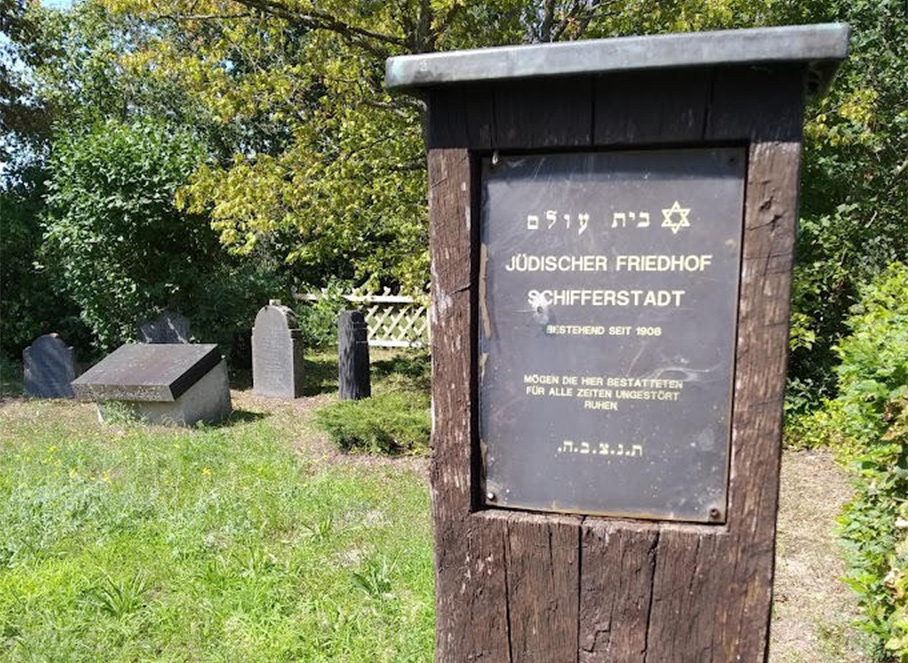 בית עולם
JÜDISCHER FRIEDHOF
SCHIFFERSTADT
BESTEHEND SEIT 1908
MÖGEN DIE HIER BESTATTETEN
FÜR ALLE ZEITEN UNGESTÖRT
RUHEN
ת.נ.צ.ב.ה.